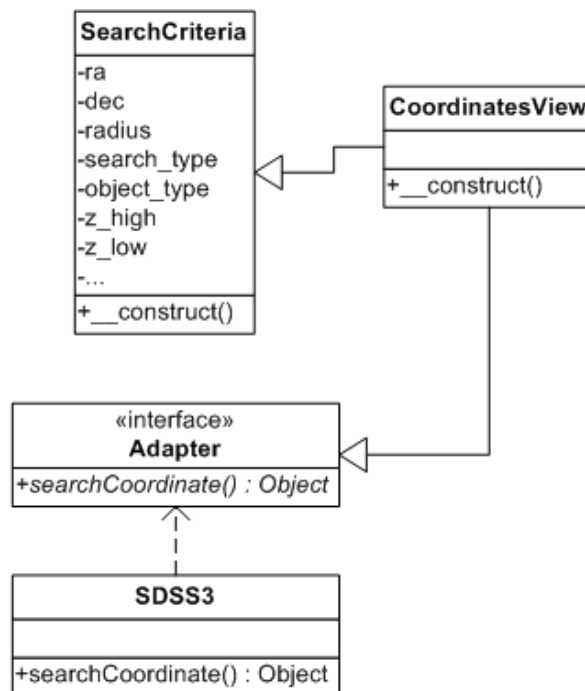 SearchCriteria
-ra
-dec
-radius
-search_type
-object_type
-z_high
-z_low
-...
+__construct()
CoordinatesView
+__construct()
«interface»
Adapter
+searchCoordinate() : Object
SDSS3
+searchCoordinate() : Object